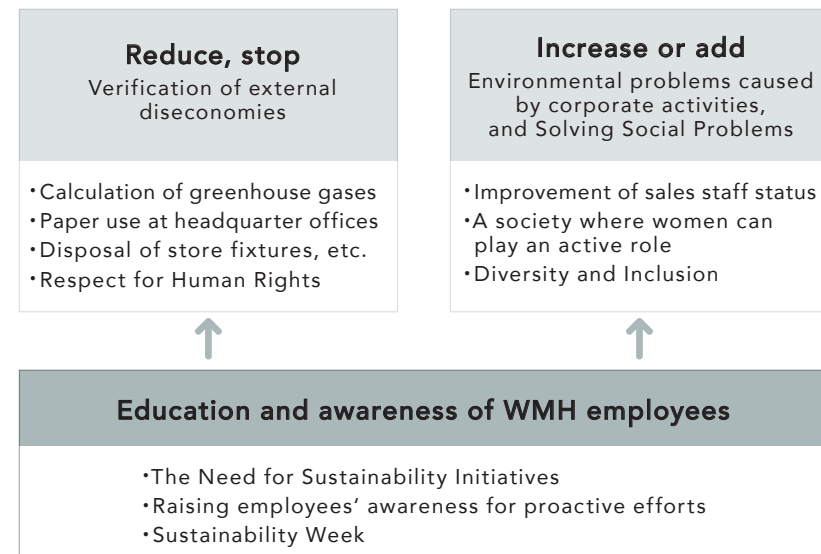 Reduce, stop
Verification of external
diseconomies
・Calculation of greenhouse gases
・Paper use at headquarter offices
・Disposal of store fixtures, etc.
・Respect for Human Rights
Increase or add
Environmental problems caused
by corporate activities,
and Solving Social Problems
・Improvement of sales staff status
・A society where women can
play an active role
・Diversity and Inclusion
Education and awareness of WMH employees
・The Need for Sustainability Initiatives
・Raising employees’ awareness for proactive efforts
・Sustainability Week